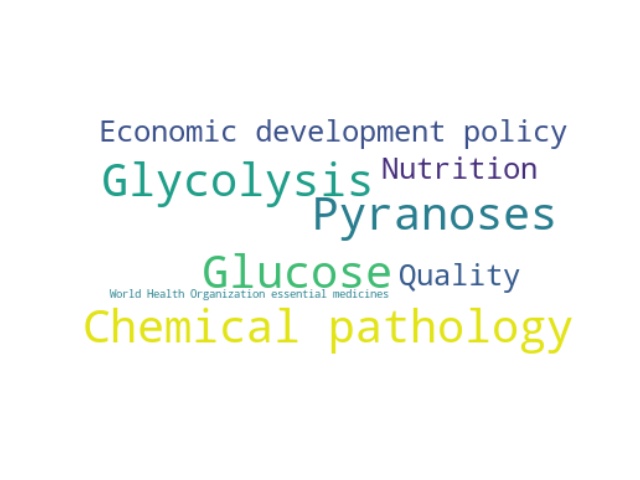 Economic development policy
Nutrition
Glycolysis
Pyranoses
Glucose
Quality
World Health Organization essential medicines
Chemical pathology